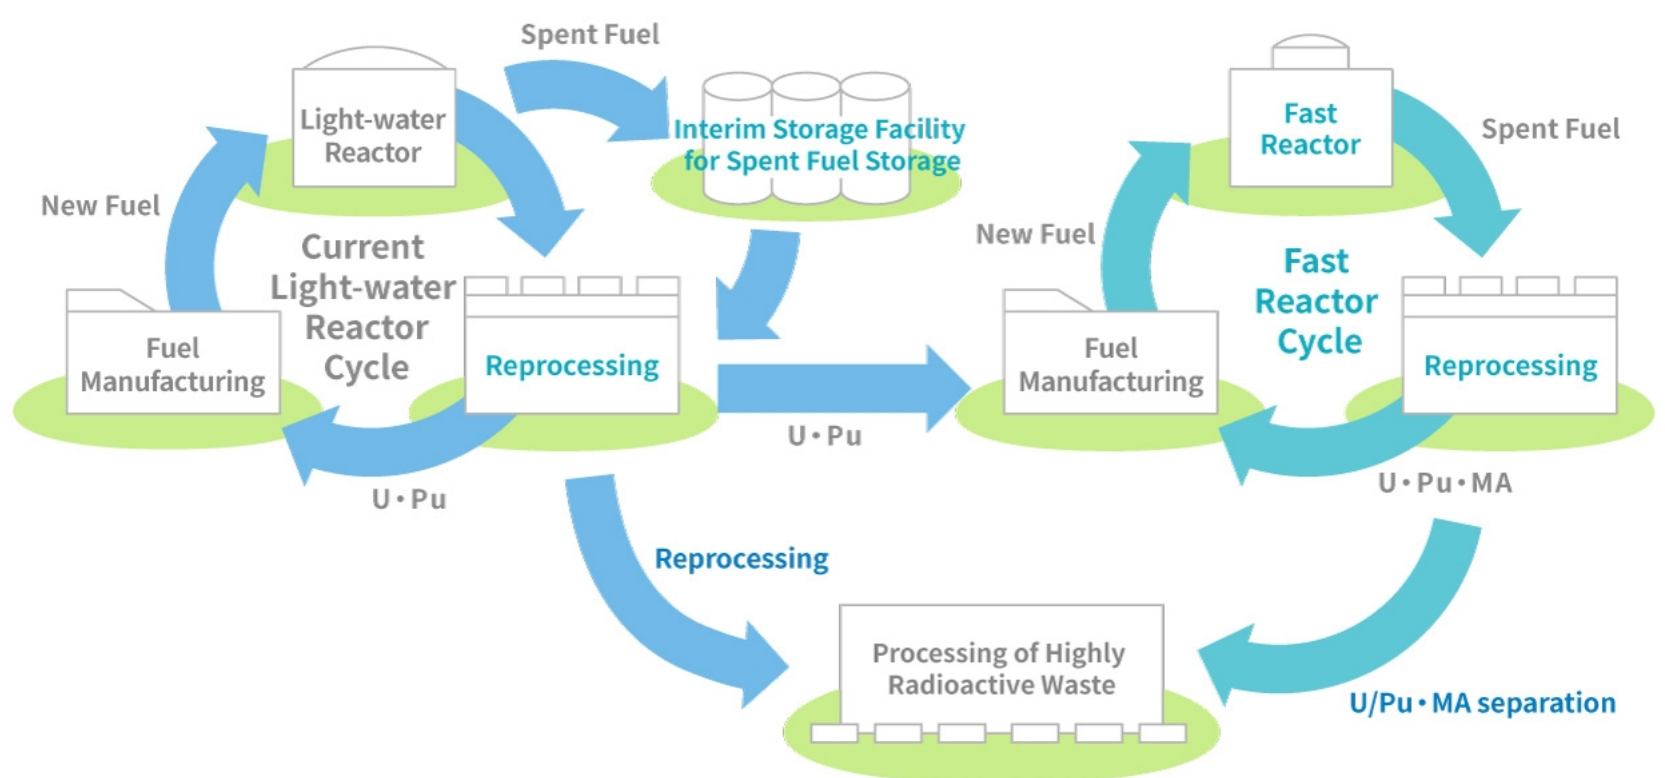 Spent Fuel
Light-water
Reactor
Interim Storage Facility
for Spent Fuel Storage
Fast
Reactor
Spent Fuel
New Fuel
New Fuel
Current
Light-water
Reactor
Cycle
Fast
Reactor
Cycle
Fuel
Manufacturing
Reprocessing
Fuel
Manufacturing
Reprocessing
U・Pu
U・Pu
U・Pu・MA
Reprocessing
Processing of Highly
Radioactive Waste
U/Pu・MA separation